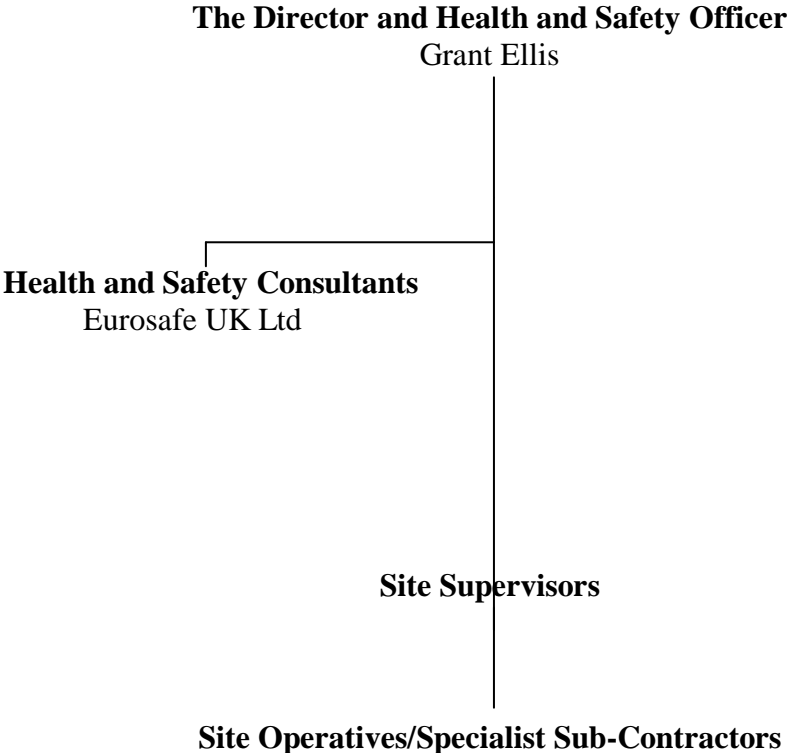 The Director and Health and Safety Officer
Grant Ellis
Health and Safety Consultants
Eurosafe UK Ltd
Site Supervisors
Site Operatives/Specialist Sub-Contractors